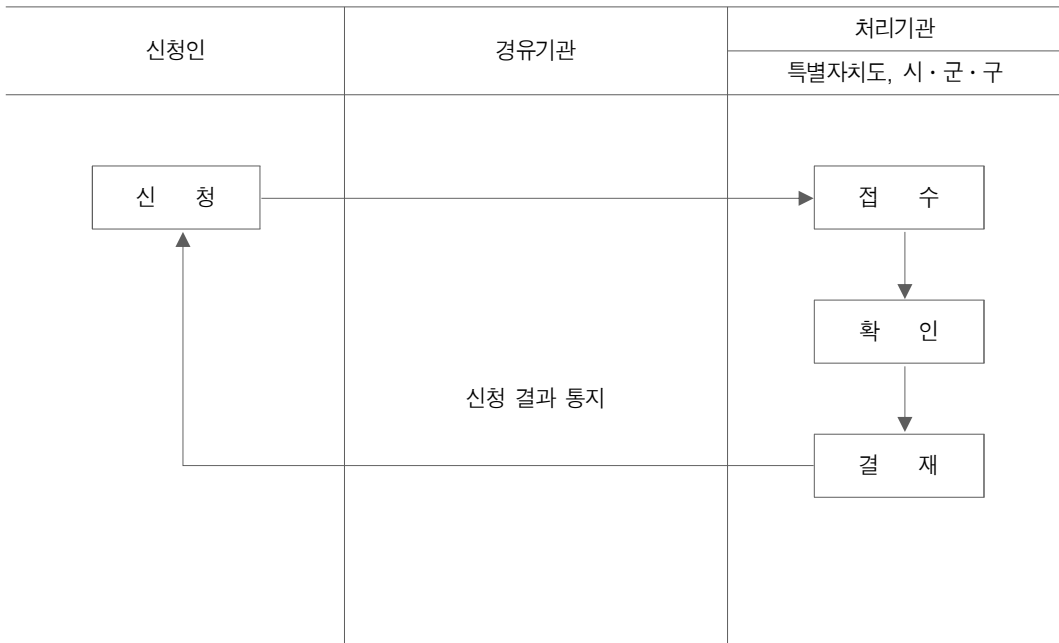 신청인
경유기관
처리기관
특별자치도, 시·군·구
신 청
접 수
확 인
신청 결과 통지
결 재